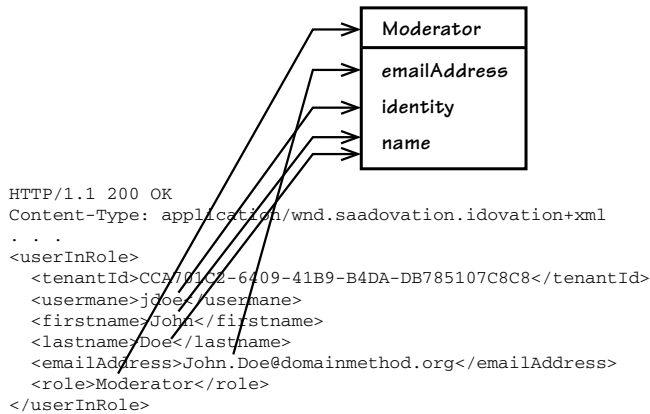 Moderator
emailAddress
identity
name
HTTP/1.1 200 OK
Content-Type: application/wnd.saadovation.idovation+xml
. . .
<userInRole>
<tenantId>CCA701C2-6409-41B9-B4DA-DB785107C8C8</tenantId>
<usermane>jdoe</usermane>
<firstname>John</firstname>
<lastname>Doe</lastname>
<emailAddress>John.Doe@domainmethod.org</emailAddress>
<role>Moderator</role>
</userInRole>